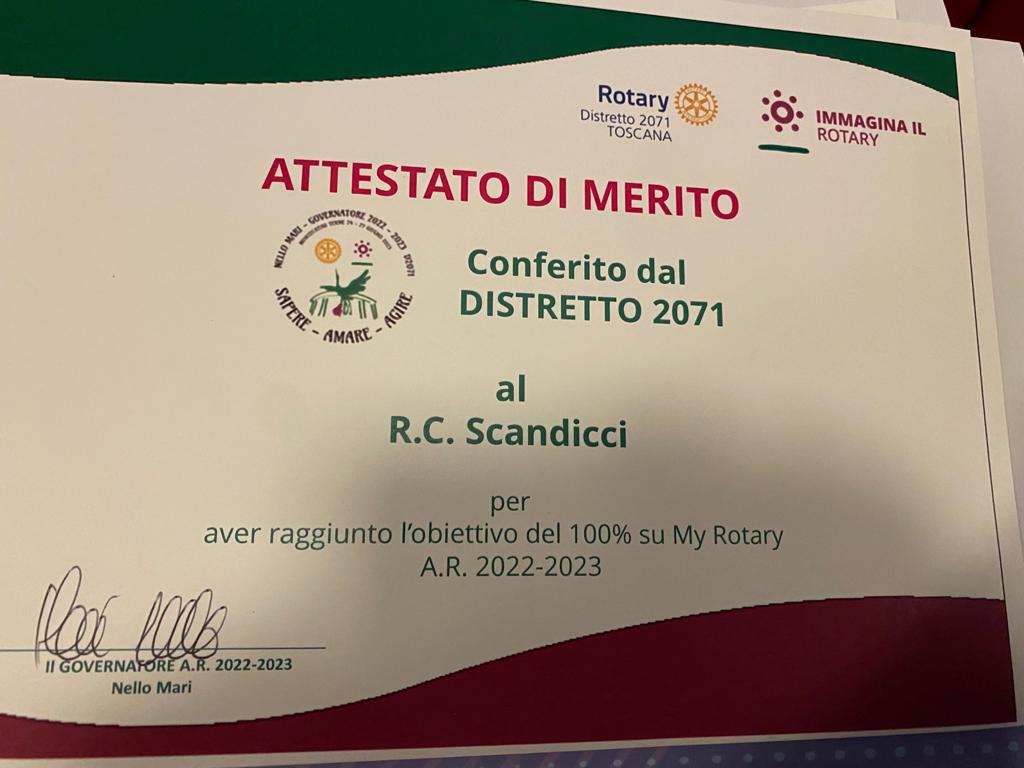 Rotary
Distretto 2071
TOSCANA
IMMAGINA IL
ROTARY
ATTESTATO DI MERITO
NELLO MARI - GOVERNATORE 2022 - 2023 D2071
SAPERE - AMARE - AGIRE
Conferito dal
DISTRETTO 2071
al
R.C. Scandicci
per
aver raggiunto l'obiettivo del 100% su My Rotary
A.R. 2022-2023
Il GOVERNATORE A.R. 2022-2023
Nello Mari